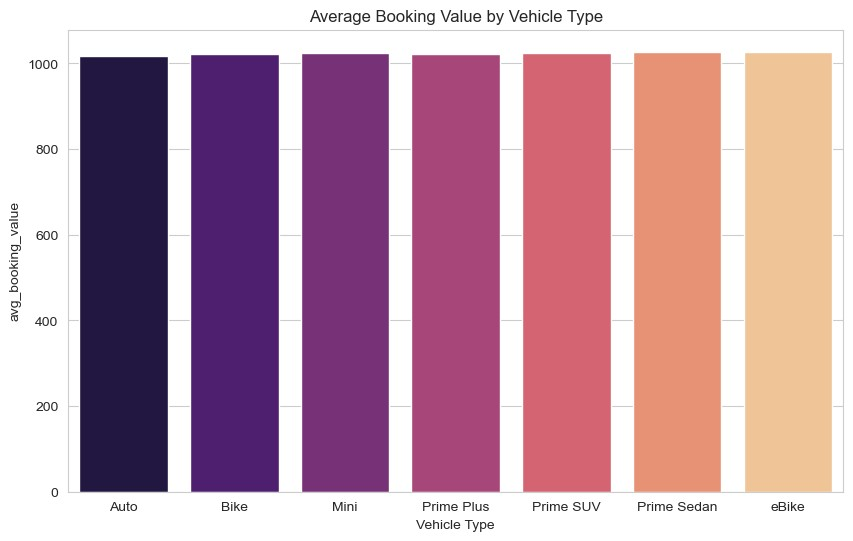 Average Booking Value by Vehicle Type
avg_booking_value
1000
800
600
400
200
0
Auto Bike Mini Prime Plus Prime SUV Prime Sedan eBike
Vehicle Type